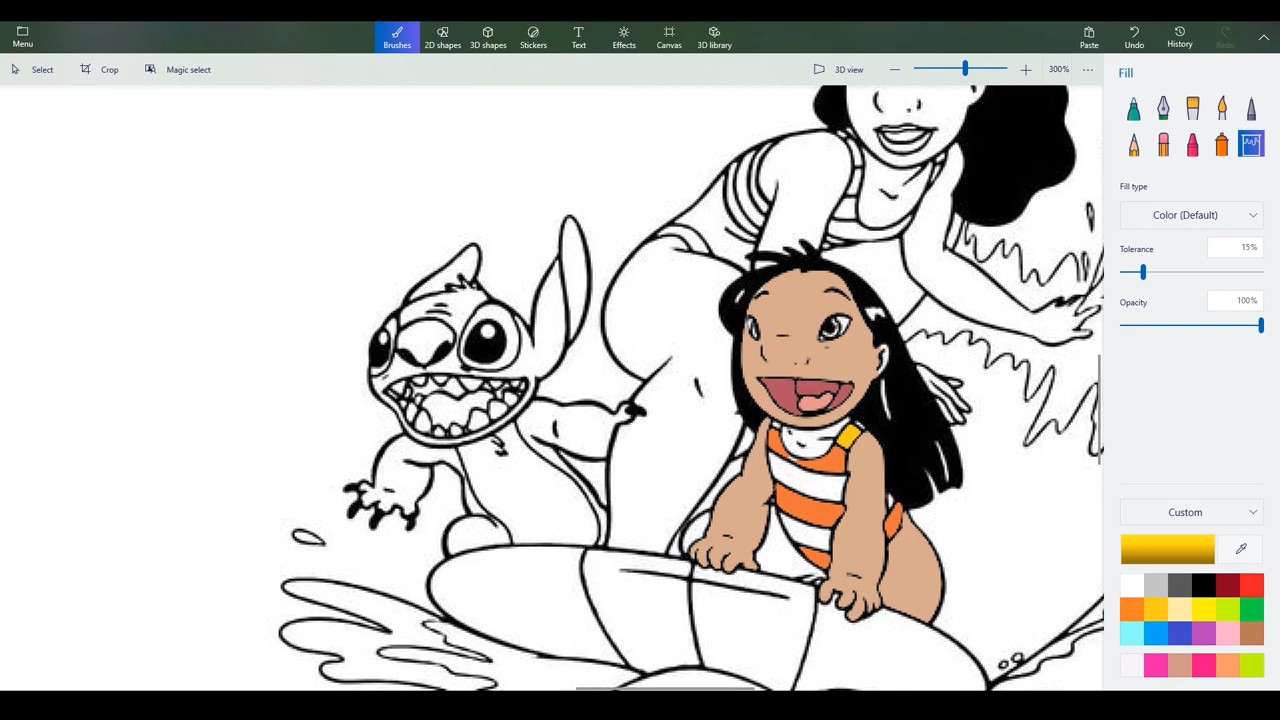 Menu
Brushes 2D shapes 3D shapes Stickers Text Effects Canvas 3D library
Paste Undo History Redo
Select Crop Magic select
3D view 300%
Fill
Fill type
Color (Default)
Tolerance 15%
Opacity 100%
Custom